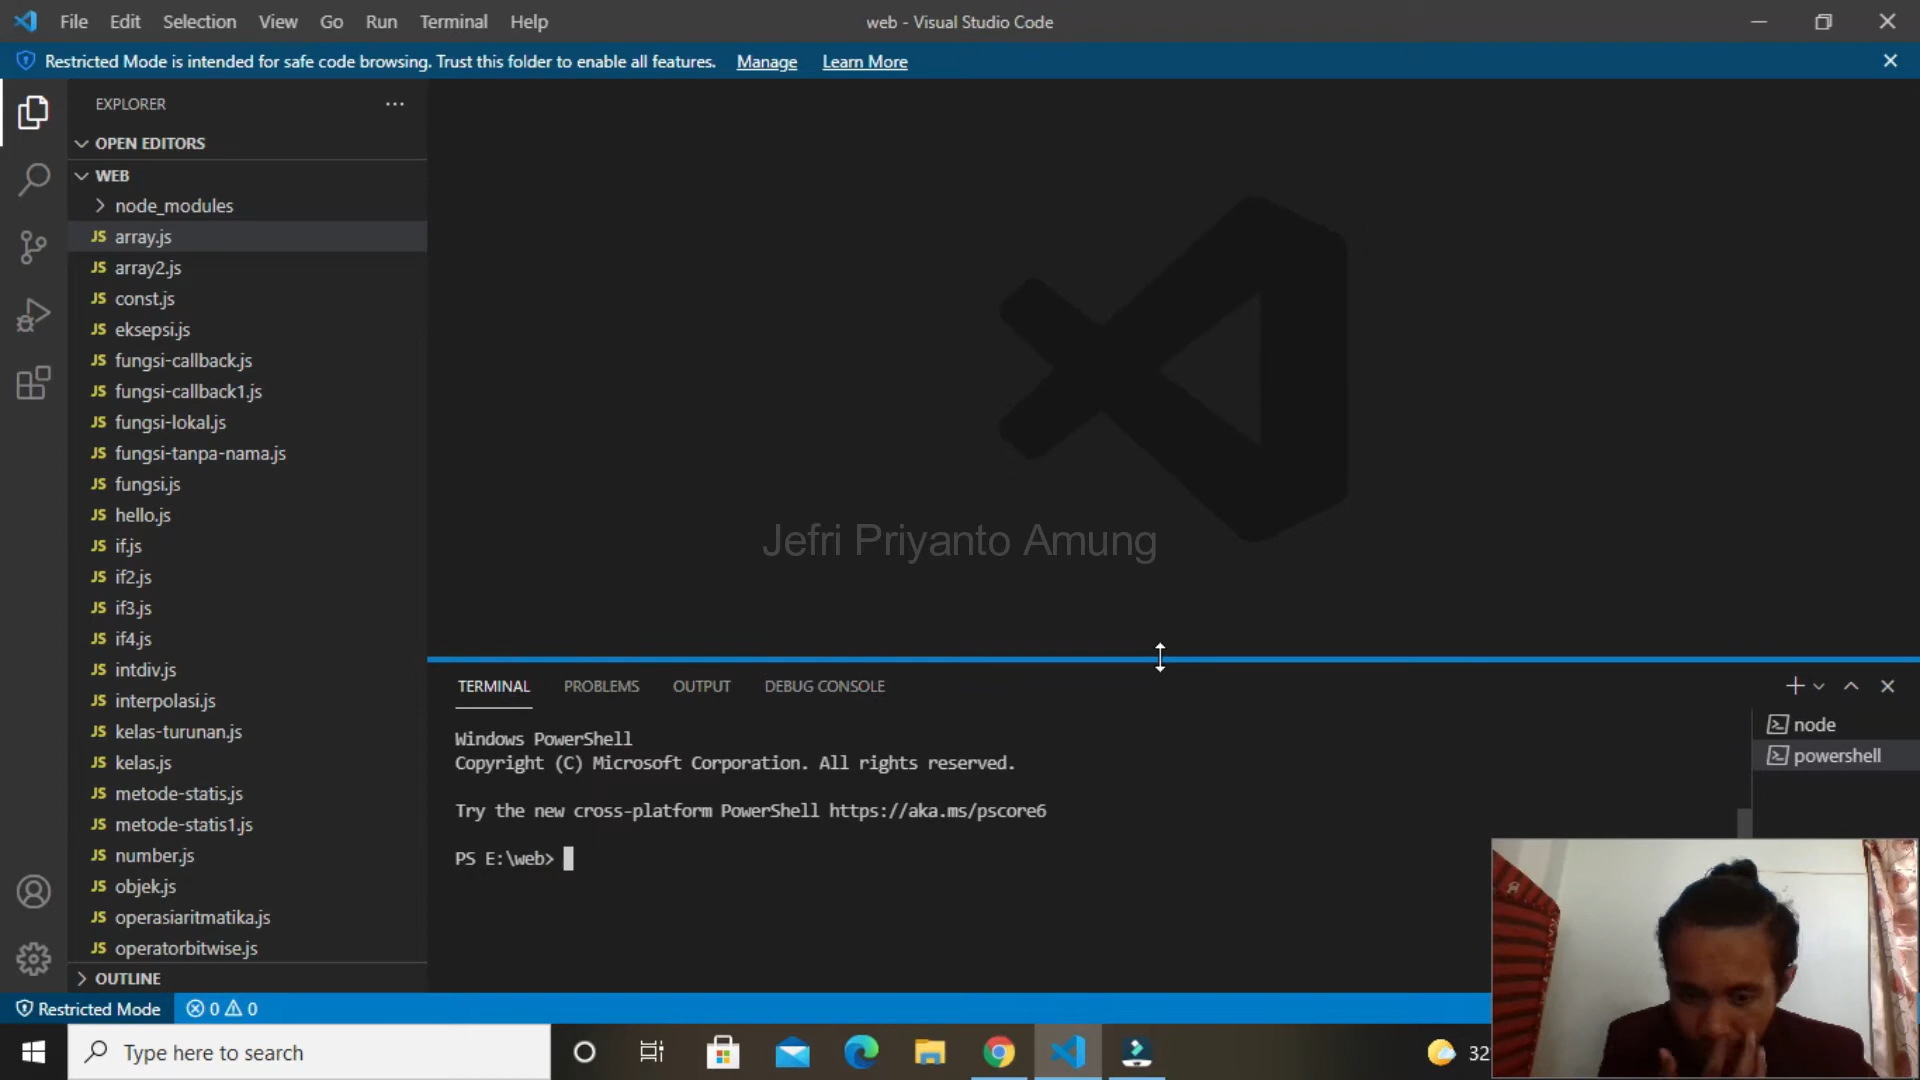 File Edit Selection View Go Run Terminal Help
web - Visual Studio Code
Restricted Mode is intended for safe code browsing. Trust this folder to enable all features. Manage Learn More
EXPLORER
OPEN EDITORS
WEB
node_modules
JS array.js
JS array2.js
JS const.js
JS eksepsi.js
JS fungsi-callback.js
JS fungsi-callback1.js
JS fungsi-lokal.js
JS fungsi-tanpa-nama.js
JS fungsi.js
JS hello.js
JS if.js
JS if2.js
JS if3.js
JS if4.js
JS intdiv.js
JS interpolasi.js
JS kelas-turunan.js
JS kelas.js
JS metode-statis.js
JS metode-statis1.js
JS number.js
JS objek.js
JS operasiaritmatika.js
JS operatorbitwise.js
OUTLINE
Jefri Priyanto Amung
TERMINAL PROBLEMS OUTPUT DEBUG CONSOLE
Windows PowerShell
Copyright (C) Microsoft Corporation. All rights reserved.
Try the new cross-platform PowerShell https://aka.ms/pscore6
PS E:\web>
node
powershell
Restricted Mode 0 0
Type here to search
32